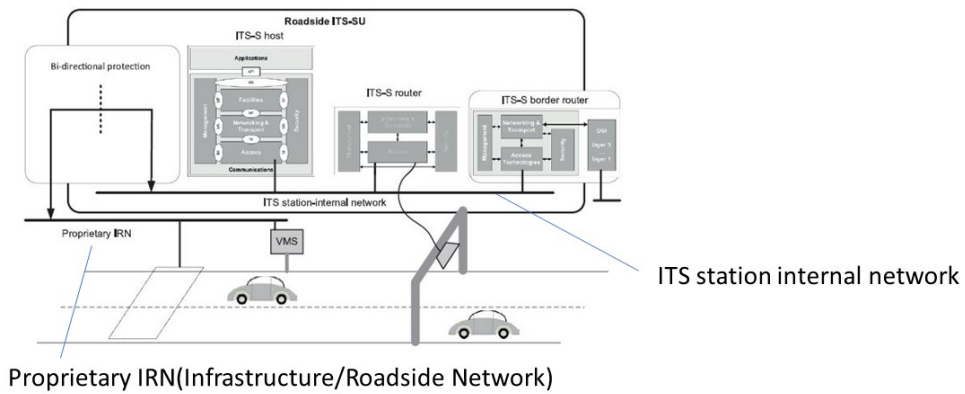 Roadside ITS-SU
ITS-S host
Bi-directional protection
Applications
Facilities
Management
Networking &
Transport
Security
Access
Communications
ITS-S router
ITS-S border router
Management
Networking &
Transport
Access
Technologies
Security
OSI
layer 1
ITS station-internal network
Proprietary IRN
VMS
ITS station internal network
Proprietary IRN(Infrastructure/Roadside Network)